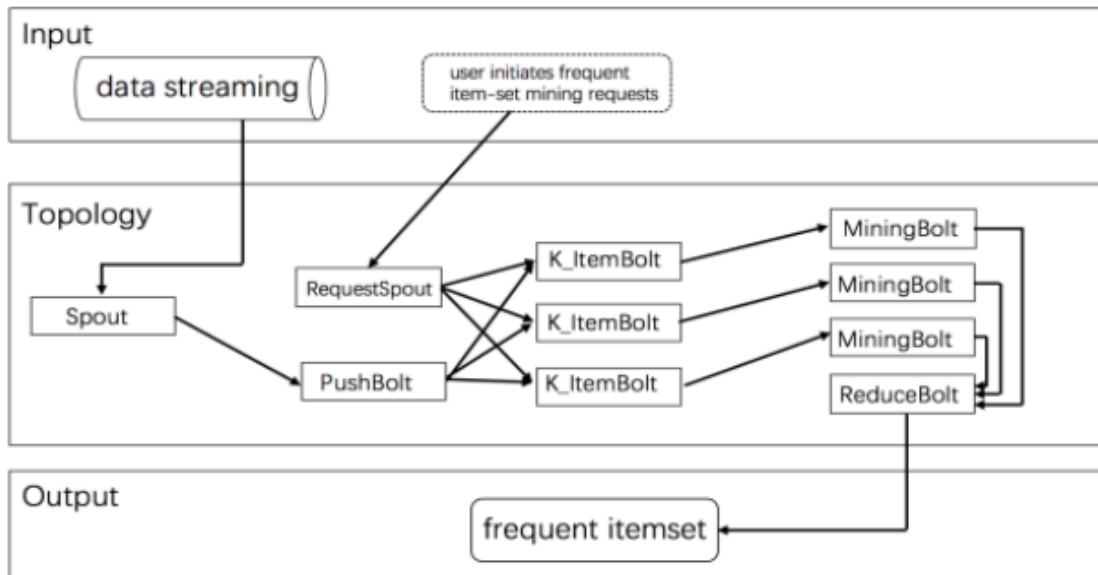 Input
data streaming
user initiates frequent
item-set mining requests
Topology
MiningBolt
K_ItemBolt
RequestSpout
MiningBolt
Spout
K_ItemBolt
MiningBolt
PushBolt
K_ItemBolt
ReduceBolt
Output
frequent itemset